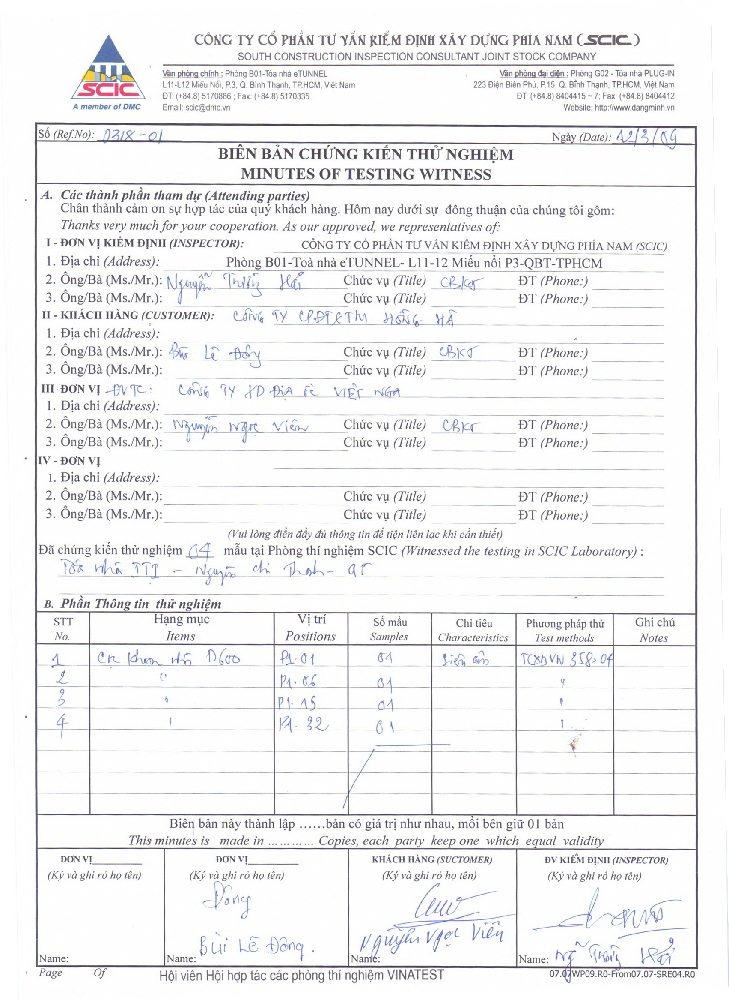 CÔNG TY CỔ PHẦN TƯ VẤN KIỂM ĐỊNH XÂY DỰNG PHÍA NAM (SCIC)
SOUTH CONSTRUCTION INSPECTION CONSULTANT JOINT STOCK COMPANY
SCIC
A member of DMC
Văn phòng chính : Phòng B01-Tòa nhà eTUNNEL
L11-L12 Miếu Nổi, P.3, Q. Bình Thạnh, TP.HCM, Việt Nam
ĐT: (+84.8) 5170886 ; Fax: (+84.8) 5170335
Email: scic@dmc.vn
Văn phòng đại diện : Phòng G02 - Tòa nhà PLUG-IN
223 Điện Biên Phủ, P.15, Q. Bình Thạnh, TP.HCM, Việt Nam
ĐT: (+84.8) 8404415 ~ 7; Fax: (+84.8) 8404412
Website: http://www.dangminh.vn
Số (Ref.No): 0318-01 Ngày (Date): 12/3/09
BIÊN BẢN CHỨNG KIẾN THỬ NGHIỆM
MINUTES OF TESTING WITNESS
A. Các thành phần tham dự (Attending parties)
Chân thành cảm ơn sự hợp tác của quý khách hàng. Hôm nay dưới sự đông thuận của chúng tôi gôm:
Thanks very much for your cooperation. As our approved, we representatives of:
I - ĐƠN VỊ KIỂM ĐỊNH (INSPECTOR): CÔNG TY CỔ PHẦN TƯ VẤN KIỂM ĐỊNH XÂY DỰNG PHÍA NAM (SCIC)
1. Địa chỉ (Address): Phòng B01-Toà nhà eTUNNEL- L11-12 Miếu nổi P3-QBT-TPHCM
2. Ông/Bà (Ms./Mr.): Nguyễn Trường Hải Chức vụ (Title) CBKT ĐT (Phone:)
3. Ông/Bà (Ms./Mr.): Chức vụ (Title) ĐT (Phone:)
II - KHÁCH HÀNG (CUSTOMER): CÔNG TY CPĐT&TM HỒNG HÀ
1. Địa chỉ (Address):
2. Ông/Bà (Ms./Mr.): Bùi Lê Đông Chức vụ (Title) CBKT ĐT (Phone:)
3. Ông/Bà (Ms./Mr.): Chức vụ (Title) ĐT (Phone:)
III - ĐƠN VỊ ĐVTC: CÔNG TY XD ĐỊA ỐC VIỆT NGA
1. Địa chỉ (Address):
2. Ông/Bà (Ms./Mr.): Nguyễn Ngọc Viên Chức vụ (Title) CBKT ĐT (Phone:)
3. Ông/Bà (Ms./Mr.): Chức vụ (Title) ĐT (Phone:)
IV - ĐƠN VỊ
1. Địa chỉ (Address):
2. Ông/Bà (Ms./Mr.): Chức vụ (Title) ĐT (Phone:)
3. Ông/Bà (Ms./Mr.): Chức vụ (Title) ĐT (Phone:)
(Vui lòng điền đầy đủ thông tin để tiện liên lạc khi cần thiết)
Đã chứng kiến thử nghiệm 04 mẫu tại Phòng thí nghiệm SCIC (Witnessed the testing in SCIC Laboratory) :
Tòa nhà TTI - Nguyễn Chí Thanh -
B. Phần Thông tin thử nghiệm
STT Hạng mục Vị trí Số mẫu Chỉ tiêu Phương pháp thử Ghi chú
No. Items Positions Samples Characteristics Test methods Notes
1 Cọc khoan nhồi D600 P1.01 01 Siêu âm TCXDVN 358:04
2 " P1.06 01 "
3 " P1.15 01 "
4 " P1.32 01 "
Biên bản này thành lập ......bản có giá trị như nhau, mỗi bên giữ 01 bản
This minutes is made in ........... Copies, each party keep one which equal validity
ĐƠN VỊ ĐƠN VỊ KHÁCH HÀNG (SUCTOMER) ĐV KIỂM ĐỊNH (INSPECTOR)
(Ký và ghi rỏ họ tên) (Ký và ghi rỏ họ tên) (Ký và ghi rỏ họ tên) (Ký và ghi rỏ họ tên)
Đông
Name: Name: Bùi Lê Đông. Name: Nguyễn Ngọc Viên Name: Ng Trường Hải
Page Of Hội viên Hội hợp tác các phòng thí nghiệm VINATEST 07.07WP09.R0-From07.07-SRE04.R0